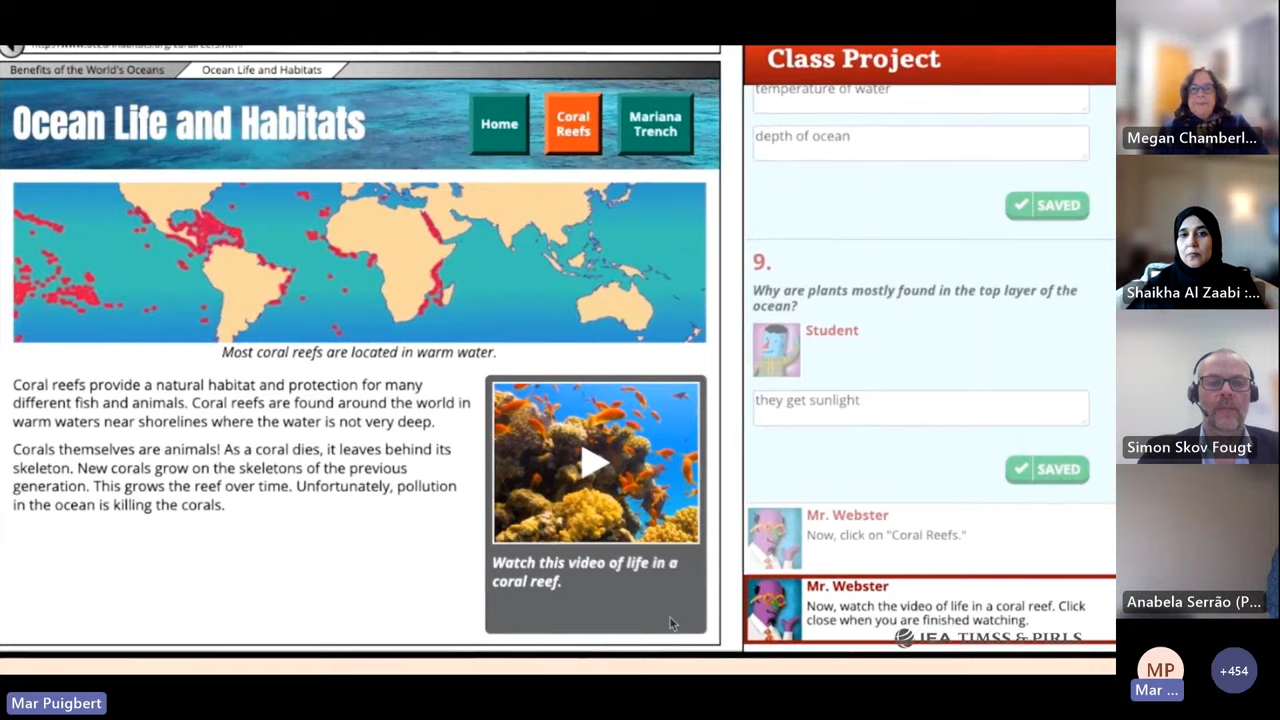 Benefits of the World's Oceans
Ocean Life and Habitats
Ocean Life and Habitats
Home
Coral
Reefs
Mariana
Trench
Most coral reefs are located in warm water.
Coral reefs provide a natural habitat and protection for many
different fish and animals. Coral reefs are found around the world in
warm waters near shorelines where the water is not very deep.
Corals themselves are animals! As a coral dies, it leaves behind its
skeleton. New corals grow on the skeletons of the previous
generation. This grows the reef over time. Unfortunately, pollution
in the ocean is killing the corals.
Watch this video of life in a
coral reef.
Class Project
temperature of water
depth of ocean
SAVED
9.
Why are plants mostly found in the top layer of the
ocean?
Student
they get sunlight
SAVED
Mr. Webster
Now, click on "Coral Reefs."
Mr. Webster
Now, watch the video of life in a coral reef. Click
close when you are finished watching.
IEA TIMSS & PIRLS
Megan Chamberl...
Shaikha Al Zaabi :...
Simon Skov Fougt
Anabela Serrão (P...
MP
Mar ...
+454
Mar Puigbert